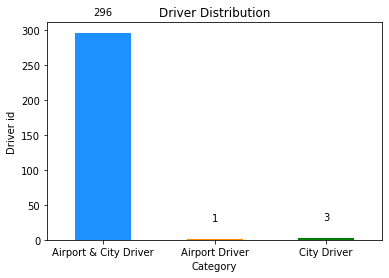 Driver Distribution
296
1
3
300
250
200
150
100
50
0
Driver id
Airport & City Driver
Airport Driver
City Driver
Category